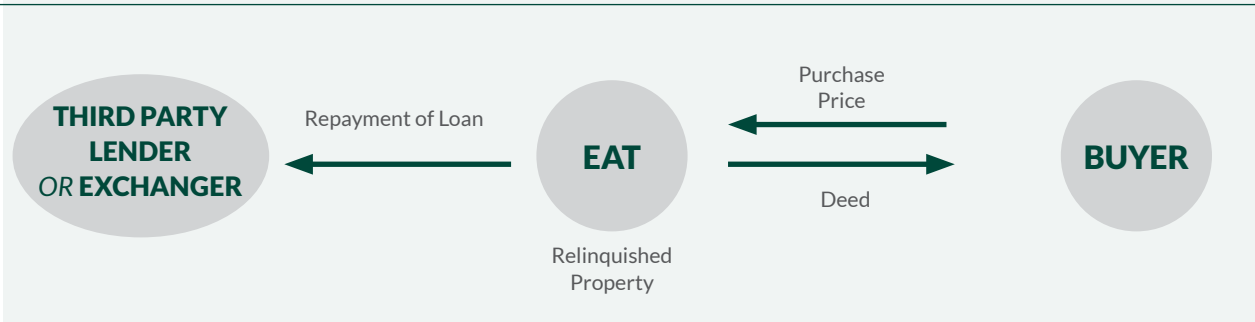 THIRD PARTY
LENDER
OR EXCHANGER
Repayment of Loan
EAT
Relinquished
Property
Purchase
Price
Deed
BUYER